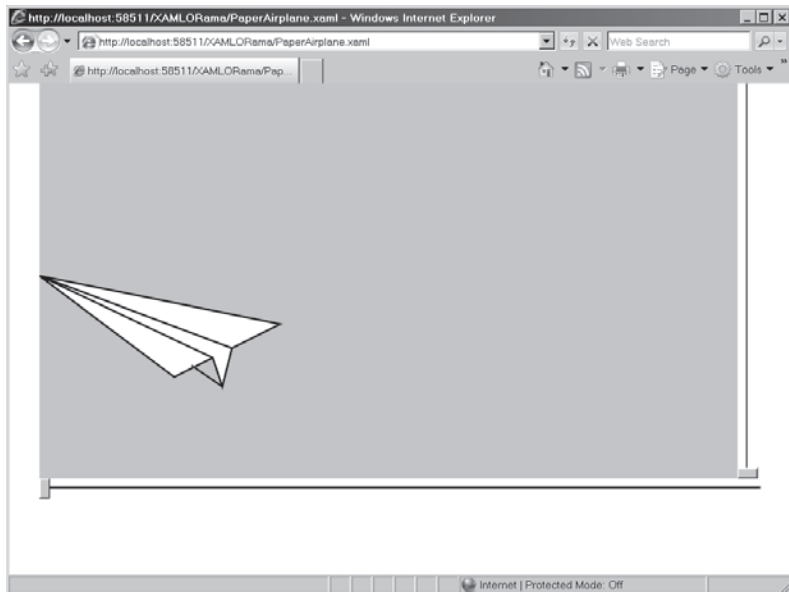 http://localhost:58511/XAMLORama/PaperAirplane.xaml - Windows Internet Explorer
http://localhost:58511/XAMLORama/PaperAirplane.xaml
Web Search
http://localhost:58511/XAMLORama/Pap...
Page
Tools
Internet | Protected Mode: Off